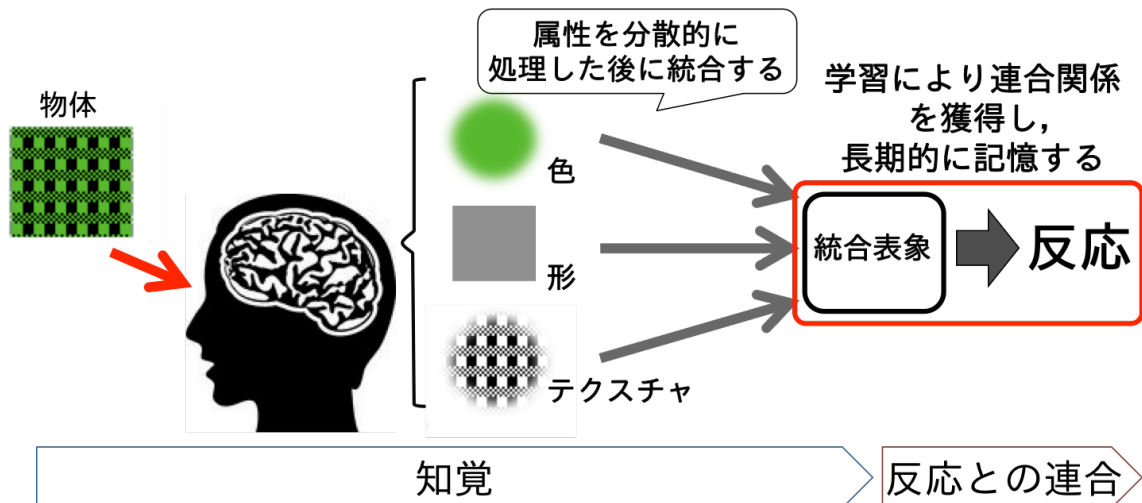 属性を分散的に
処理した後に統合する
物体
学習により連合関係
を獲得し,
長期的に記憶する
色
形
テクスチャ
統合表象
反応
知覚
反応との連合